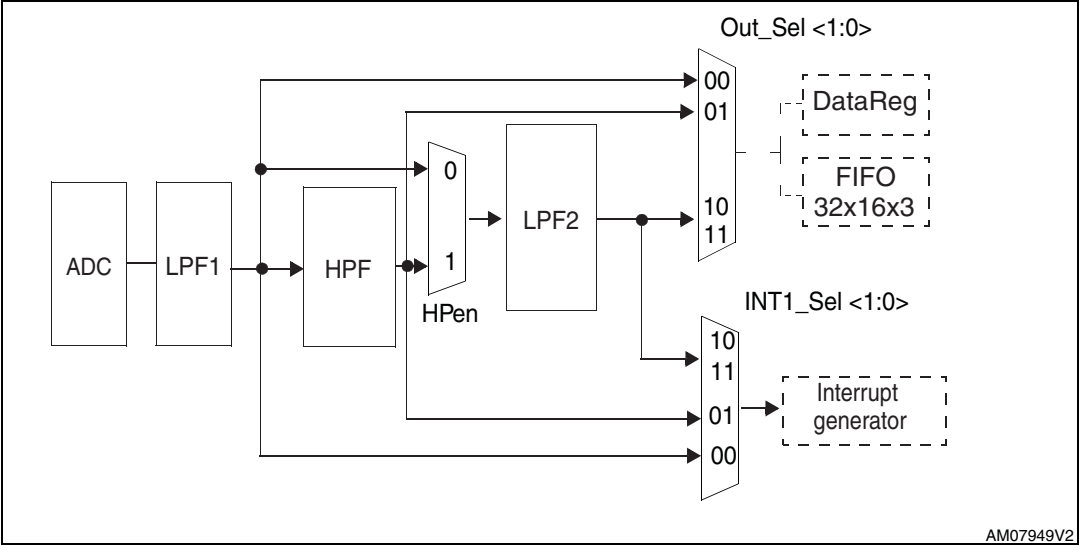 Out_Sel <1:0>
00
01
10
11
DataReg
FIFO
32x16x3
0
1
HPen
ADC
LPF1
HPF
LPF2
INT1_Sel <1:0>
10
11
01
00
Interrupt
generator
AM07949V2